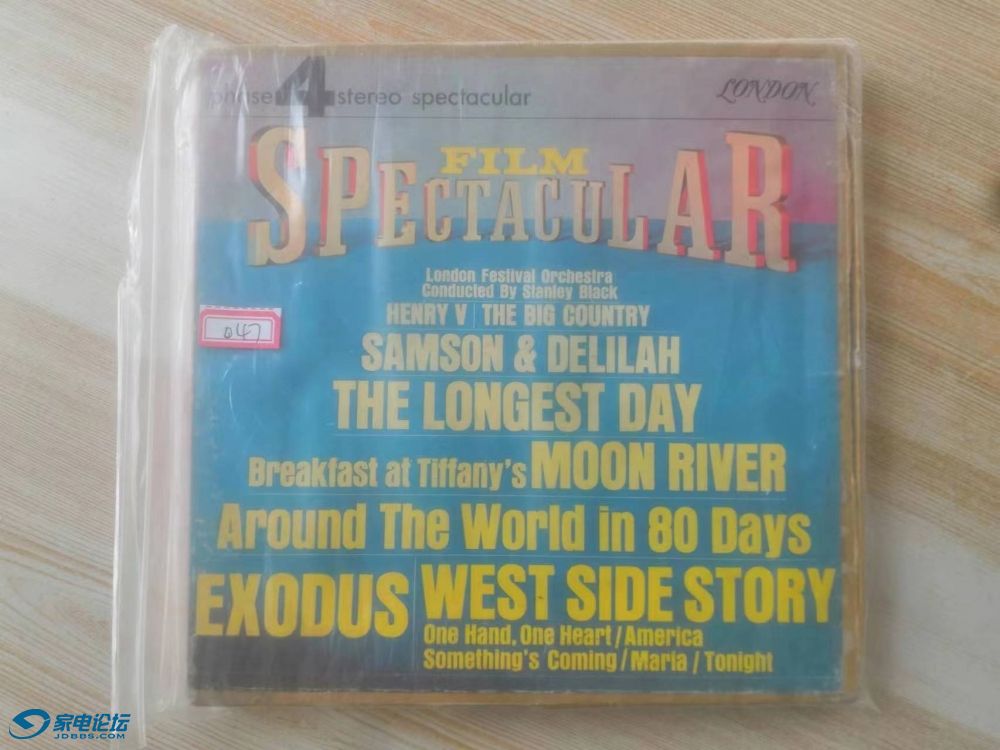 phase 4 stereo spectacular
LONDON
FILM
SPECTACULAR
London Festival Orchestra
Conducted By Stanley Black
HENRY V | THE BIG COUNTRY
SAMSON & DELILAH
THE LONGEST DAY
Breakfast at Tiffany's MOON RIVER
Around The World in 80 Days
EXODUS WEST SIDE STORY
One Hand, One Heart / America
Something's Coming / Maria / Tonight
047
家电论坛
JDBBS.COM